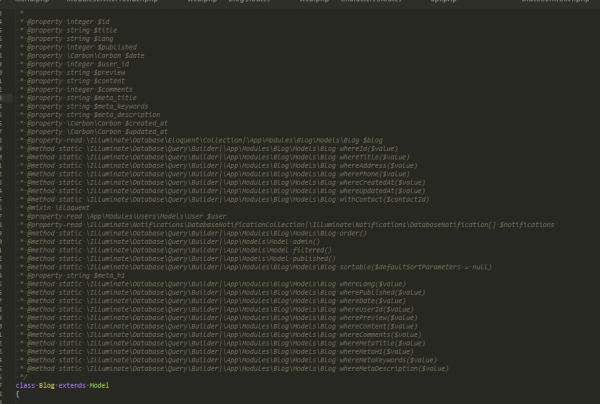 *
* @property integer $id
* @property string $title
* @property string $lang
* @property integer $published
* @property \Carbon\Carbon $date
* @property integer $user_id
* @property string $preview
* @property string $content
* @property integer $comments
* @property string $meta_title
* @property string $meta_keywords
* @property string $meta_description
* @property \Carbon\Carbon $created_at
* @property \Carbon\Carbon $updated_at
* @property-read \Illuminate\Database\Eloquent\Collection|\App\Modules\Blog\Models\Blog $blog
* @method static \Illuminate\Database\Query\Builder|\App\Modules\Blog\Models\Blog whereId($value)
* @method static \Illuminate\Database\Query\Builder|\App\Modules\Blog\Models\Blog whereTitle($value)
* @method static \Illuminate\Database\Query\Builder|\App\Modules\Blog\Models\Blog whereAddress($value)
* @method static \Illuminate\Database\Query\Builder|\App\Modules\Blog\Models\Blog wherePhone($value)
* @method static \Illuminate\Database\Query\Builder|\App\Modules\Blog\Models\Blog whereCreatedAt($value)
* @method static \Illuminate\Database\Query\Builder|\App\Modules\Blog\Models\Blog whereUpdatedAt($value)
* @method static \Illuminate\Database\Query\Builder|\App\Modules\Blog\Models\Blog withContact($contactId)
* @mixin \Eloquent
* @property-read \App\Modules\Users\Models\User $user
* @property-read \Illuminate\Notifications\DatabaseNotificationCollection|\Illuminate\Notifications\DatabaseNotification[] $notifications
* @method static \Illuminate\Database\Query\Builder|\App\Modules\Blog\Models\Blog order()
* @method static \Illuminate\Database\Query\Builder|\App\Models\Model admin()
* @method static \Illuminate\Database\Query\Builder|\App\Models\Model filtered()
* @method static \Illuminate\Database\Query\Builder|\App\Models\Model published()
* @method static \Illuminate\Database\Query\Builder|\App\Modules\Blog\Models\Blog sortable($defaultSortParameters = null)
* @property string $meta_h1
* @method static \Illuminate\Database\Query\Builder|\App\Modules\Blog\Models\Blog whereLang($value)
* @method static \Illuminate\Database\Query\Builder|\App\Modules\Blog\Models\Blog wherePublished($value)
* @method static \Illuminate\Database\Query\Builder|\App\Modules\Blog\Models\Blog whereDate($value)
* @method static \Illuminate\Database\Query\Builder|\App\Modules\Blog\Models\Blog whereUserId($value)
* @method static \Illuminate\Database\Query\Builder|\App\Modules\Blog\Models\Blog wherePreview($value)
* @method static \Illuminate\Database\Query\Builder|\App\Modules\Blog\Models\Blog whereContent($value)
* @method static \Illuminate\Database\Query\Builder|\App\Modules\Blog\Models\Blog whereComments($value)
* @method static \Illuminate\Database\Query\Builder|\App\Modules\Blog\Models\Blog whereMetaTitle($value)
* @method static \Illuminate\Database\Query\Builder|\App\Modules\Blog\Models\Blog whereMetaH1($value)
* @method static \Illuminate\Database\Query\Builder|\App\Modules\Blog\Models\Blog whereMetaKeywords($value)
* @method static \Illuminate\Database\Query\Builder|\App\Modules\Blog\Models\Blog whereMetaDescription($value)
*/
class Blog extends Model
{